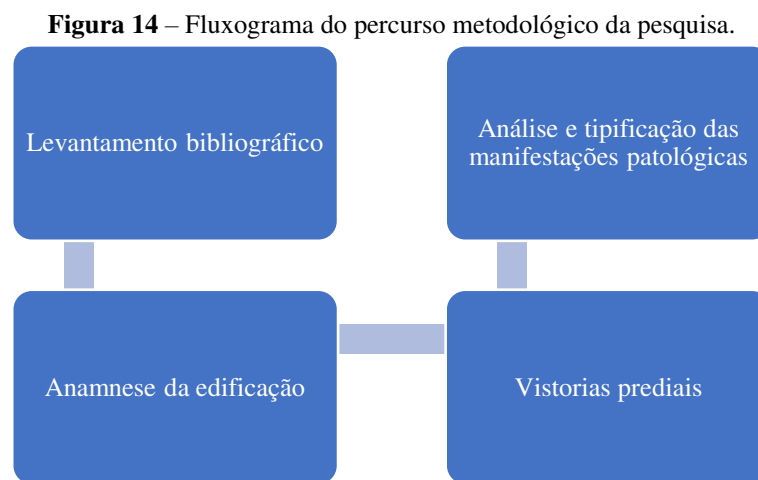 Figura 14 – Fluxograma do percurso metodológico da pesquisa.
Levantamento bibliográfico
Anamnese da edificação
Vistorias prediais
Análise e tipificação das
manifestações patológicas